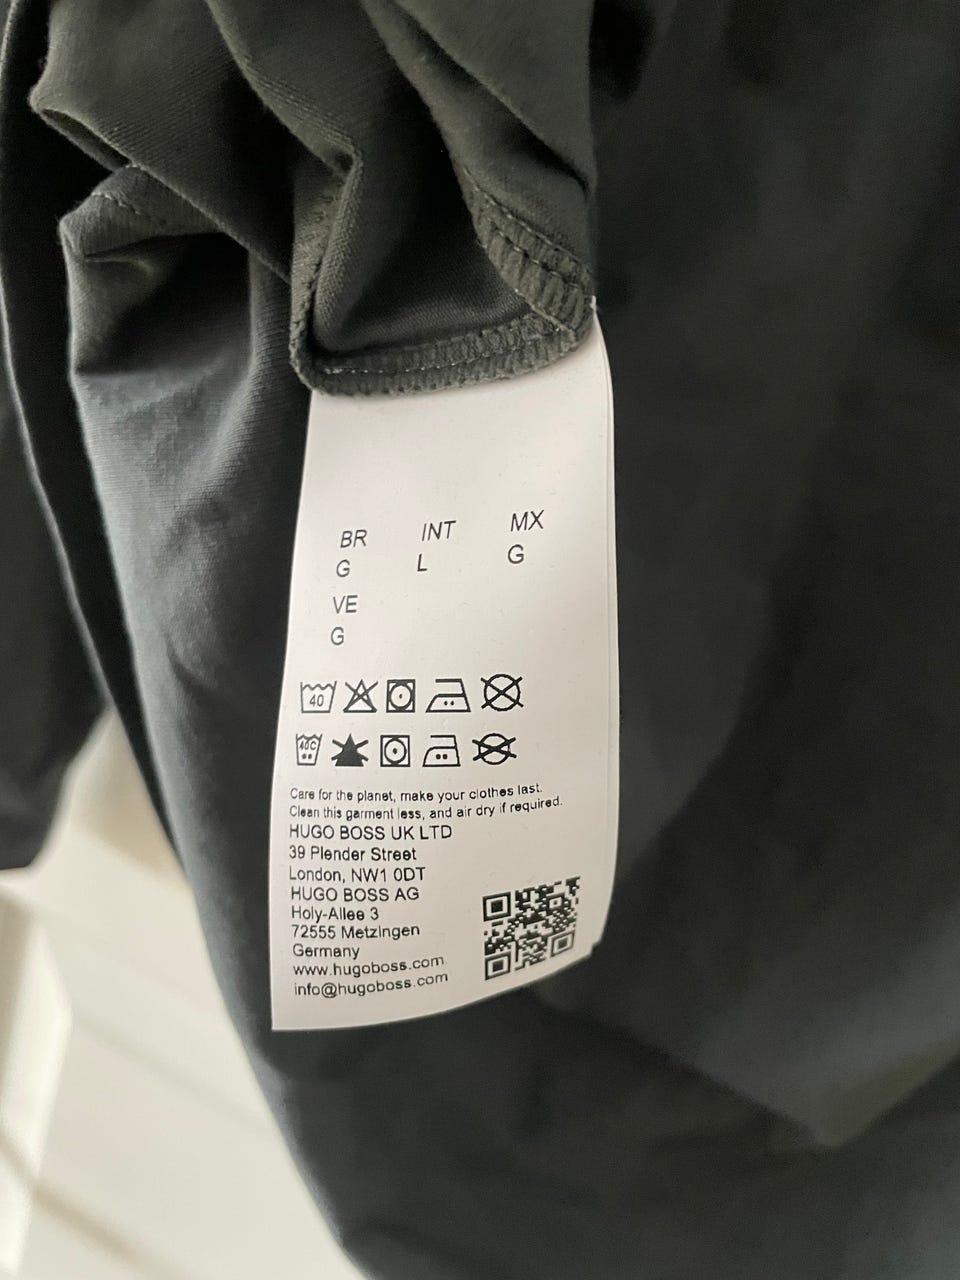 BR INT MX
G L G
VE
G
40
40C
Care for the planet, make your clothes last.
Clean this garment less, and air dry if required.
HUGO BOSS UK LTD
39 Plender Street
London, NW1 0DT
HUGO BOSS AG
Holy-Allee 3
72555 Metzingen
Germany
www.hugoboss.com
info@hugoboss.com